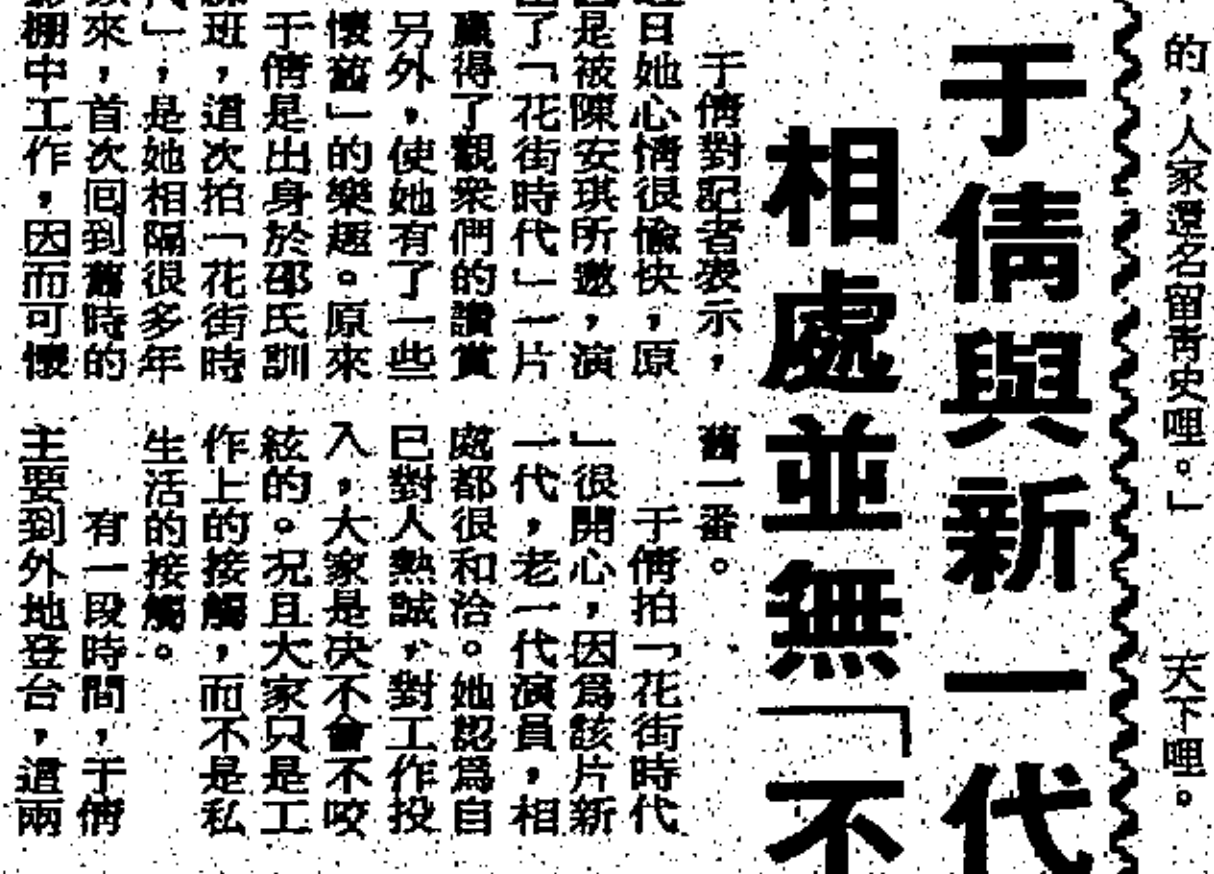 的，人家還名留青史哩。」　天下哩。
于倩與新一代
相處並無「不
于倩對記者表示，
日她心情很愉快，原
是被陳安琪所邀，演
了「花街時代」一片
贏得了觀衆們的讚賞
另外，使她有了一些
懷舊」的樂趣。原來
于倩是出身於邵氏訓
班，這次拍「花街時
」，是她相隔很多年
來，首次回到舊時的
棚中工作，因而可懷
舊一番。
于倩拍「花街時代
」很開心，因爲該片新
一代，老一代演員，相
處都很和洽。她認爲自
已對人熱誠，對工作投
入，大家是决不會不咬
絃的。况且大家只是工
作上的接觸，而不是私
生活的接觸。
有一段時間，于倩
主要到外地登台，這兩